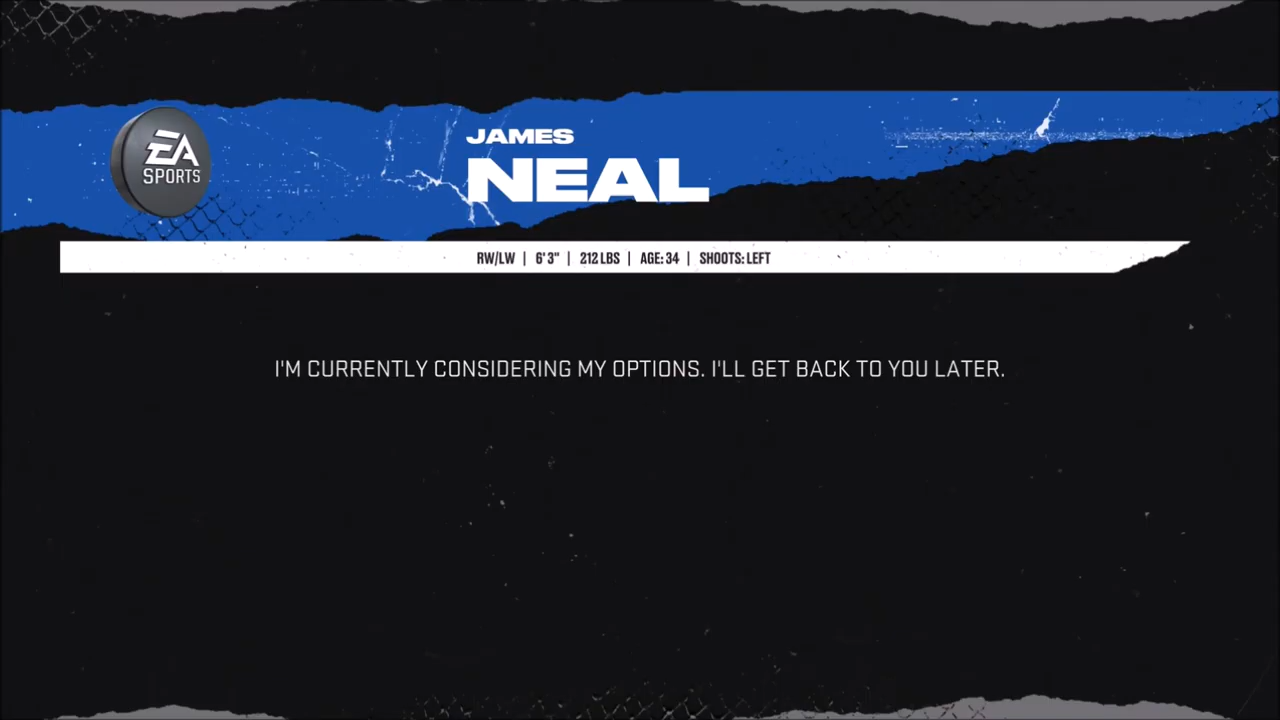 JAMES
NEAL
EA
SPORTS
RW/LW | 6'3" | 212 LBS | AGE: 34 | SHOOTS: LEFT
I'M CURRENTLY CONSIDERING MY OPTIONS. I'LL GET BACK TO YOU LATER.